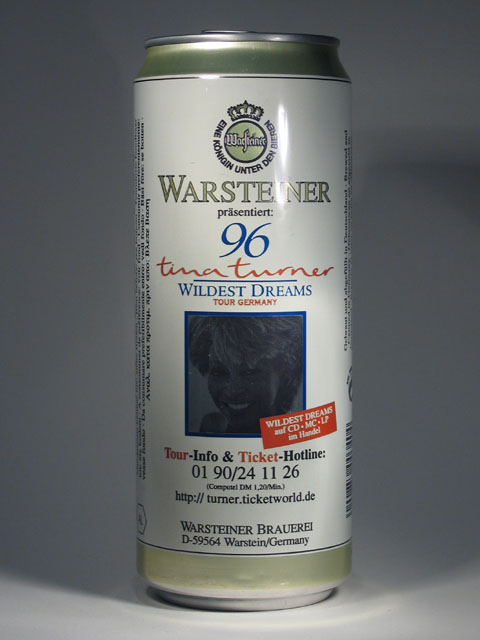 EINE KÖNIGIN UNTER DEN BIEREN
Warsteiner
WARSTEINER
präsentiert:
96
tina turner
WILDEST DREAMS
TOUR GERMANY
WILDEST DREAMS
auf CD • MC • LP
im Handel
Tour-Info & Ticket-Hotline:
01 90/24 11 26
(Computel DM 1,20/Min.)
http// turner.ticketworld.de
WARSTEINER BRAUEREI
D-59564 Warstein/Germany